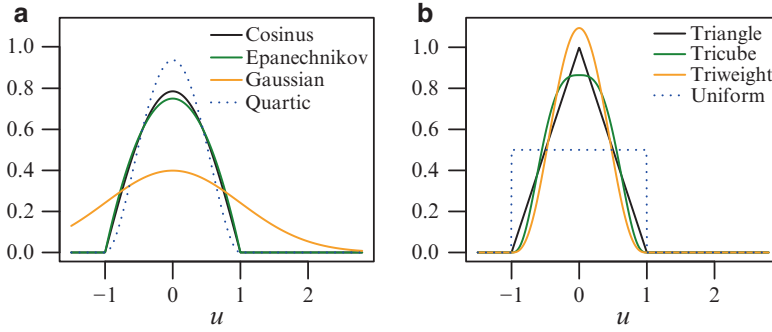 a
Cosinus
Epanechnikov
Gaussian
Quartic
1.0
0.8
0.6
0.4
0.2
0.0
−1 0 1 2
u
b
Triangle
Tricube
Triweight
Uniform
1.0
0.8
0.6
0.4
0.2
0.0
−1 0 1 2
u